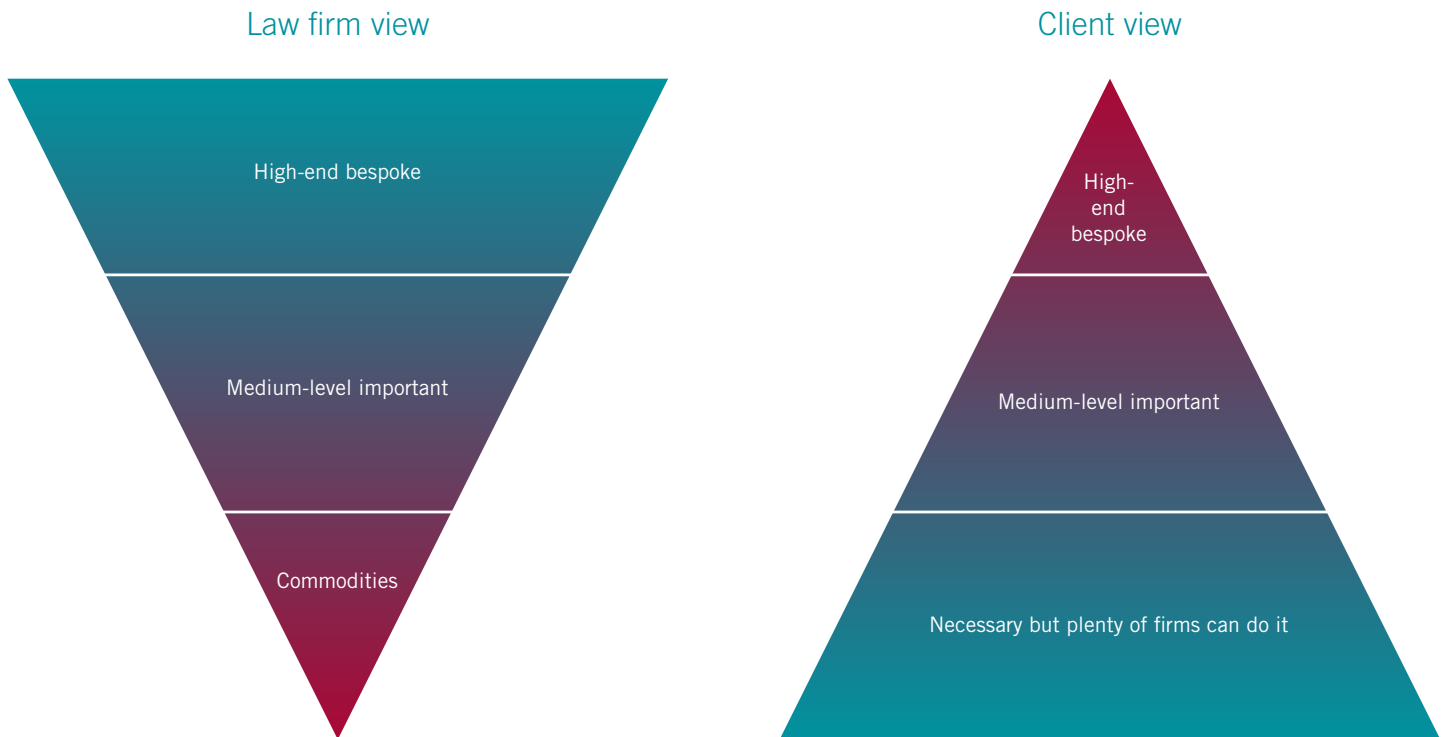 Law firm view
High-end bespoke
Medium-level important
Commodities
Client view
High-
end
bespoke
Medium-level important
Necessary but plenty of firms can do it